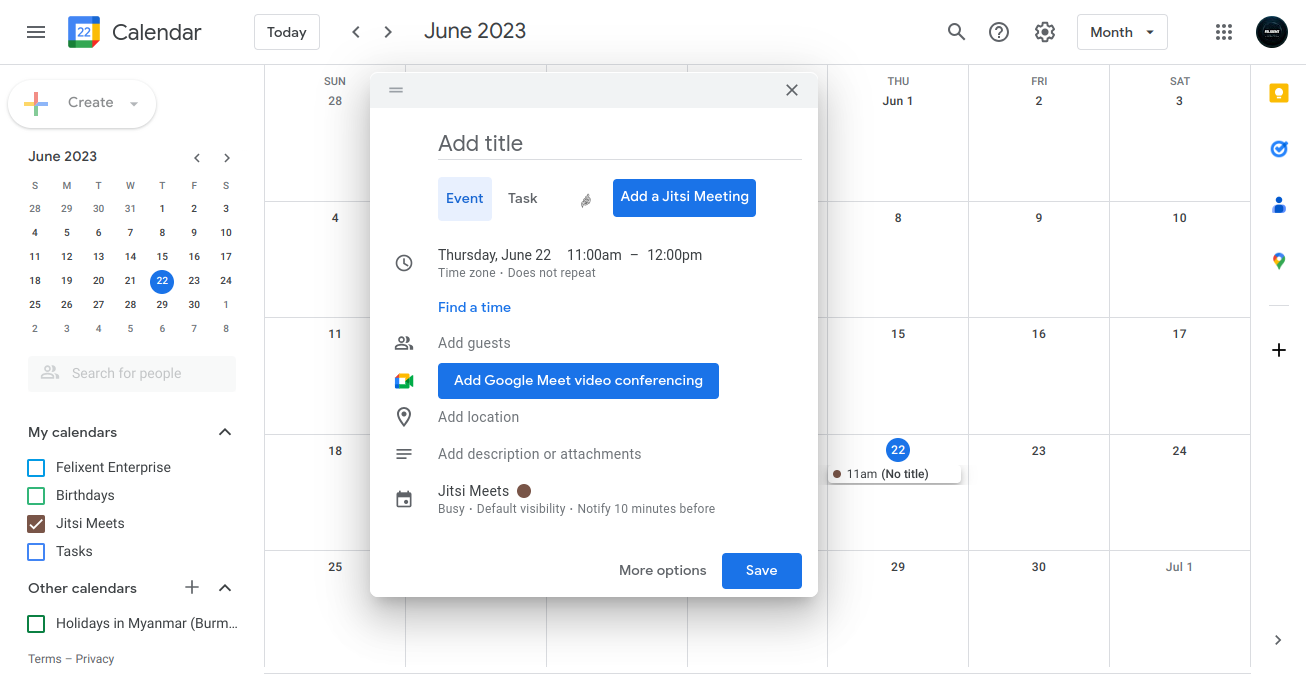 22 Calendar Today June 2023 Month
Create
June 2023
S M T W T F S
28 29 30 31 1 2 3
4 5 6 7 8 9 10
11 12 13 14 15 16 17
18 19 20 21 22 23 24
25 26 27 28 29 30 1
2 3 4 5 6 7 8
Search for people
My calendars
Felixent Enterprise
Birthdays
Jitsi Meets
Tasks
Other calendars
Holidays in Myanmar (Burm...
Terms – Privacy
SUN THU FRI SAT
28 Jun 1 2 3
4 8 9 10
11 15 16 17
18 22 23 24
11am (No title)
25 29 30 Jul 1
Add title
Event Task Add a Jitsi Meeting
Thursday, June 22 11:00am – 12:00pm
Time zone · Does not repeat
Find a time
Add guests
Add Google Meet video conferencing
Add location
Add description or attachments
Jitsi Meets
Busy · Default visibility · Notify 10 minutes before
More options Save